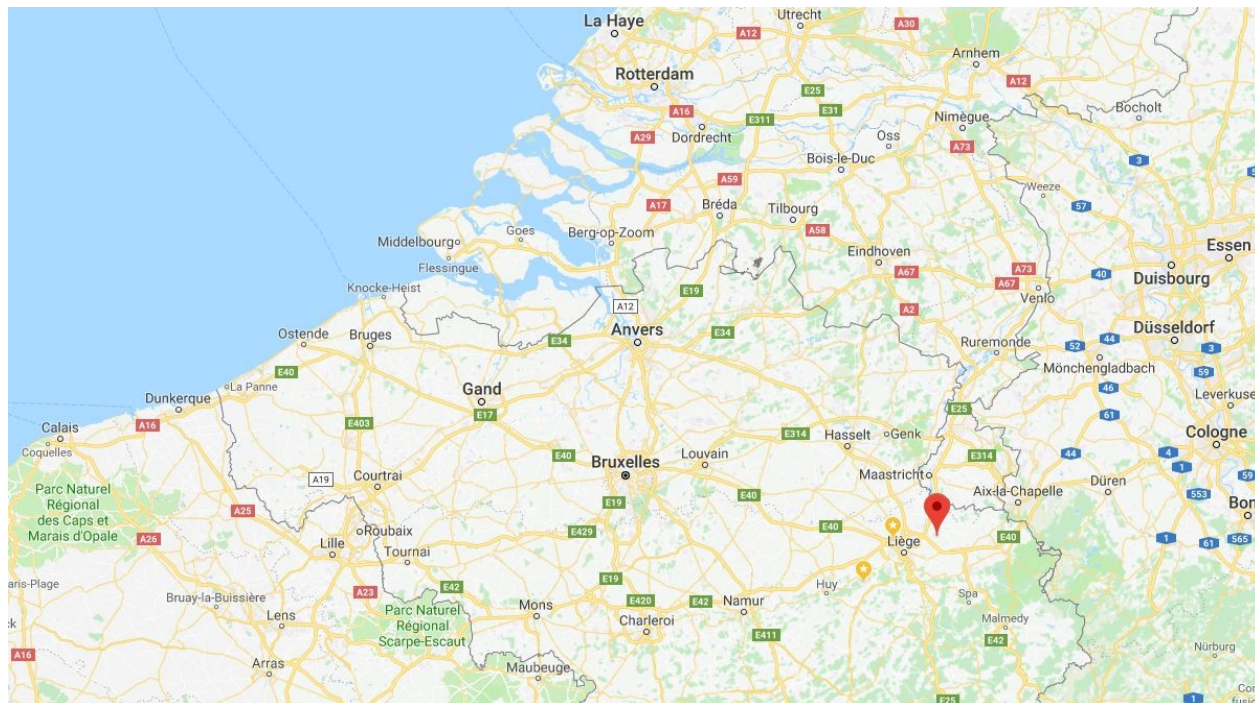 La Haye
Utrecht
A30
A12
Arnhem
Rotterdam
E25
A12
A16
E31
Bocholt
Dordrecht
E311
Nimègue
A29
Oss
3
A73
Bois-le-Duc
A59
Weeze
A17
Bréda
Tilbourg
57
Goes
Berg-op-Zoom
A58
Middelbourg
Eindhoven
Essen
Flessingue
A67
A73
40
Duisbourg
A67
Knocke-Heist
E19
Venlo
A12
A2
Ostende
Bruges
Anvers
E34
Düsseldorf
E34
Ruremonde
52
44
3
Mönchengladbach
E40
59
La Panne
Gand
46
Leverkuse
Dunkerque
E17
E25
61
Calais
A16
E403
Coquelles
E314
Hasselt
Genk
Cologne
E40
Bruxelles
Louvain
E314
44
4
1
Maastricht
A19
Courtrai
Düren
59
Parc Naturel
Régional
des Caps et
Marais d'Opale
Aix-la-Chapelle
553
E19
E40
Bon
A25
Roubaix
E429
E40
A26
Lille
Tournai
Liège
E40
1
61
565
aris-Plage
E19
E42
Huy
Spa
Bruay-la-Buissière
A23
E420
E42
Namur
Lens
Parc Naturel
Régional
Scarpe-Escaut
Mons
Malmedy
Charleroi
E411
E42
Nürburg
A16
Arras
Maubeuge
E25
1